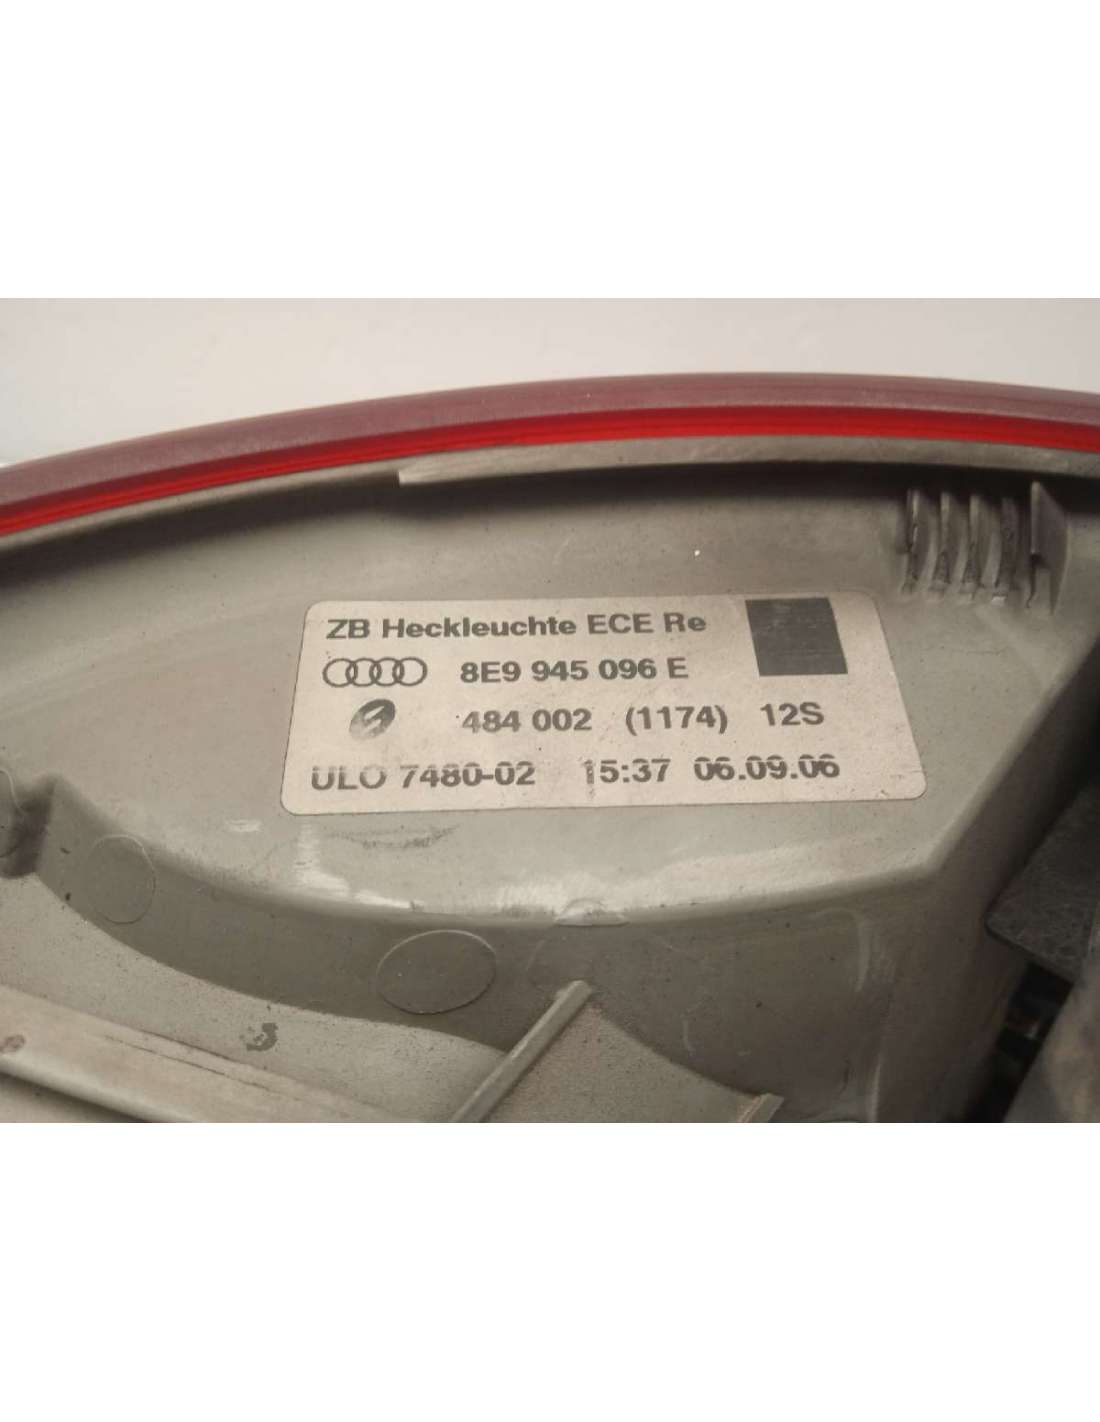 ZB Heckleuchte ECE Re
8E9 945 096 E
484 002 (1174) 12S
ULO 7480-02 15:37 06.09.06